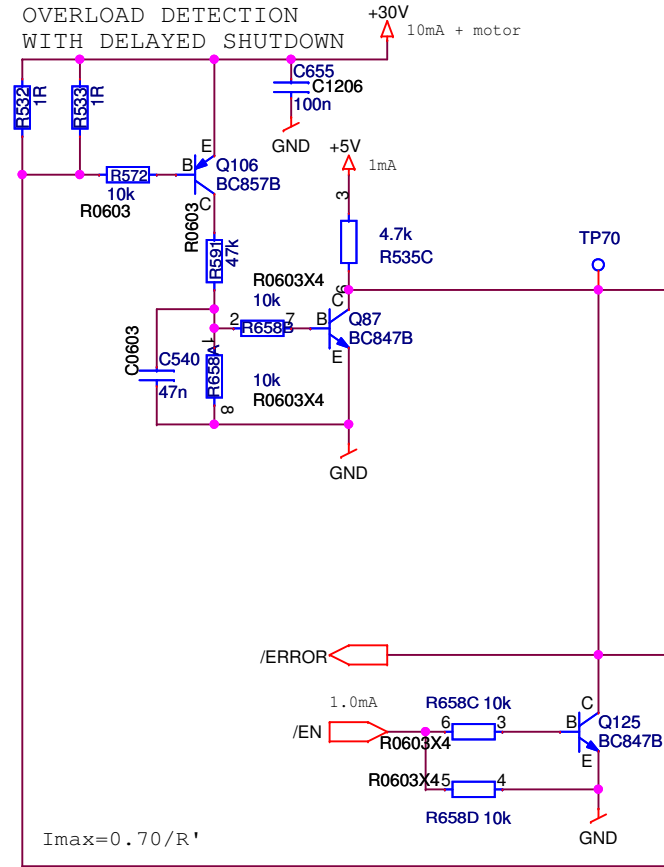 OVERLOAD DETECTION
WITH DELAYED SHUTDOWN
+30V
10mA + motor
R532
1R
R533
1R
C655
C1206
100n
GND
R572
10k
R0603
B
E
C
Q106
BC857B
+5V
1mA
3
4.7k
R535C
6
R0603
R591
47k
TP70
R0603X4
10k
2
R658B
7
B
C
E
Q87
BC847B
C0603
C540
47n
1
R658A
8
10k
R0603X4
GND
/ERROR
1.0mA
/EN
R658C 10k
6
3
R0603X4
B
C
E
Q125
BC847B
R0603X4
5
4
R658D 10k
GND
Imax=0.70/R'